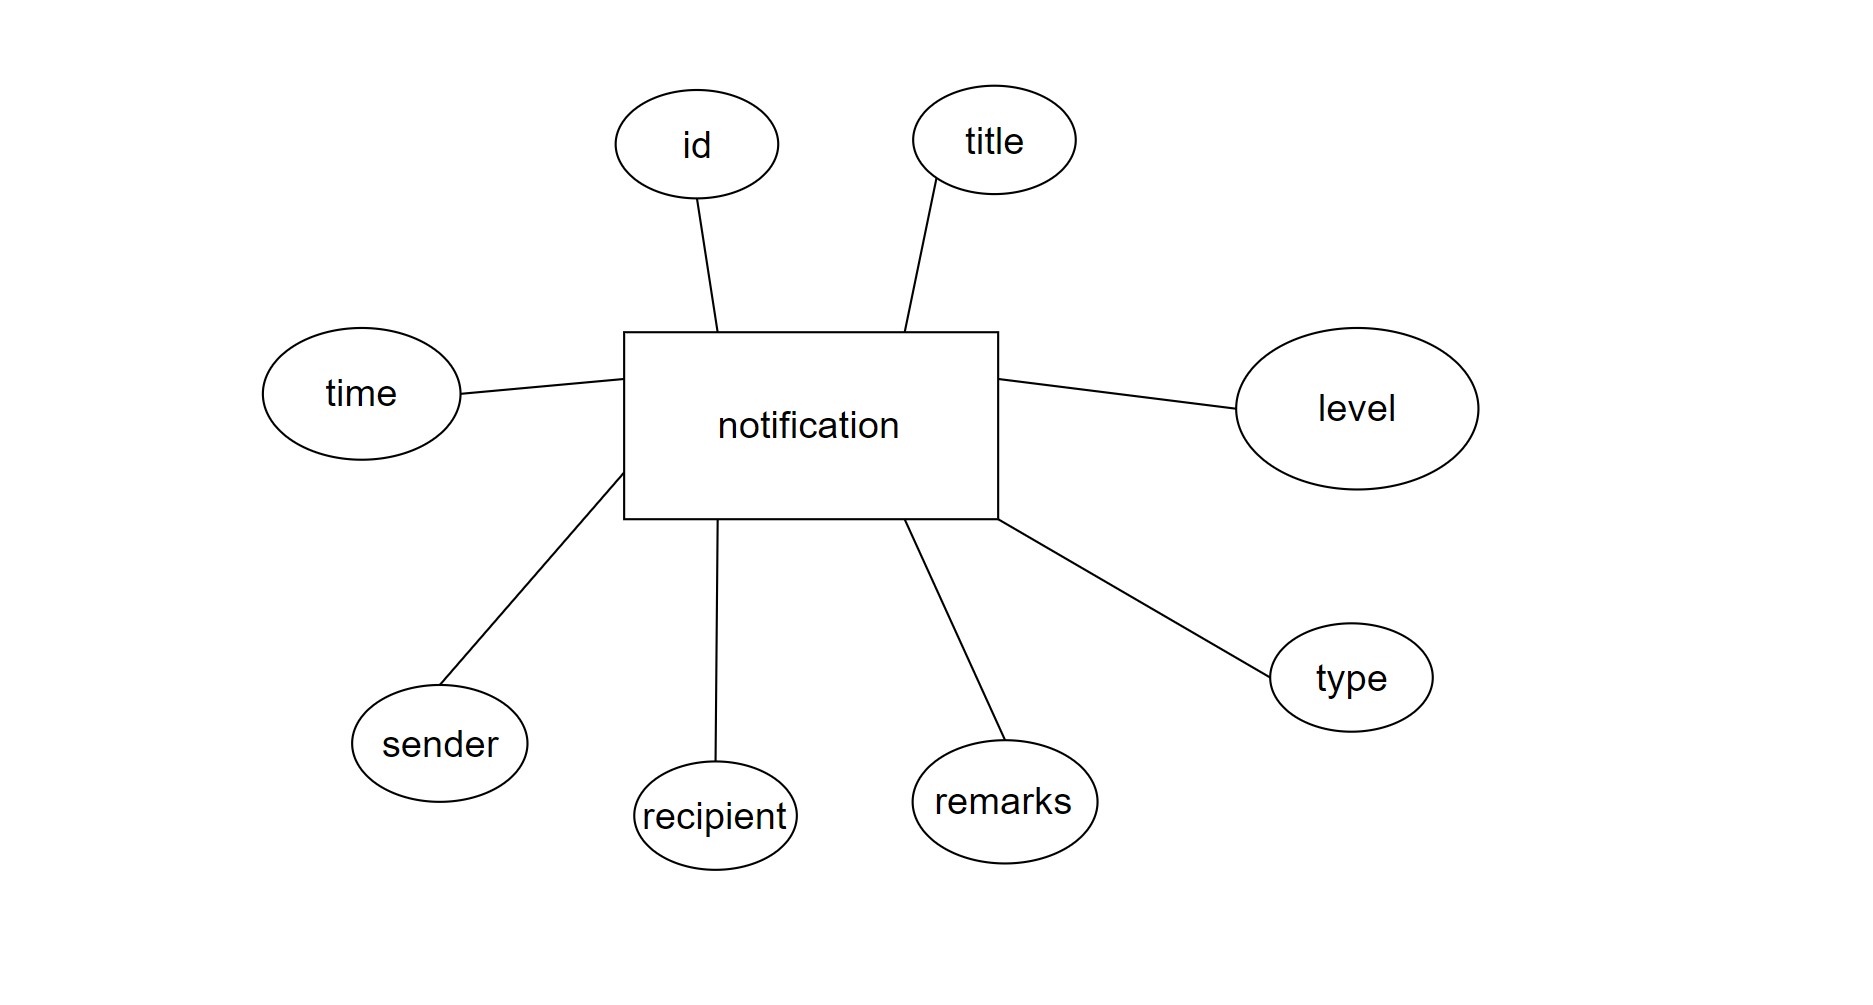 id
title
time
notification
level
type
sender
recipient
remarks